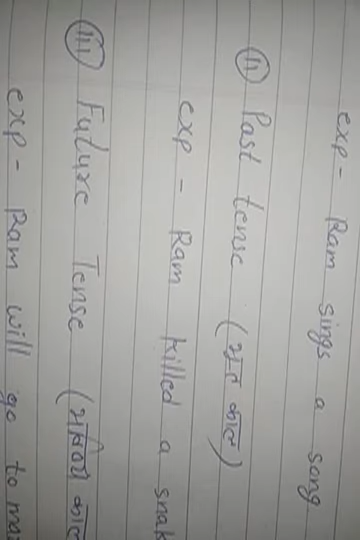 exp - Ram sings a song
(ii) Past tense (भूत काल)
exp - Ram killed a snak
(iii) Future Tense (भविष्य काल
exp - Ram will go to